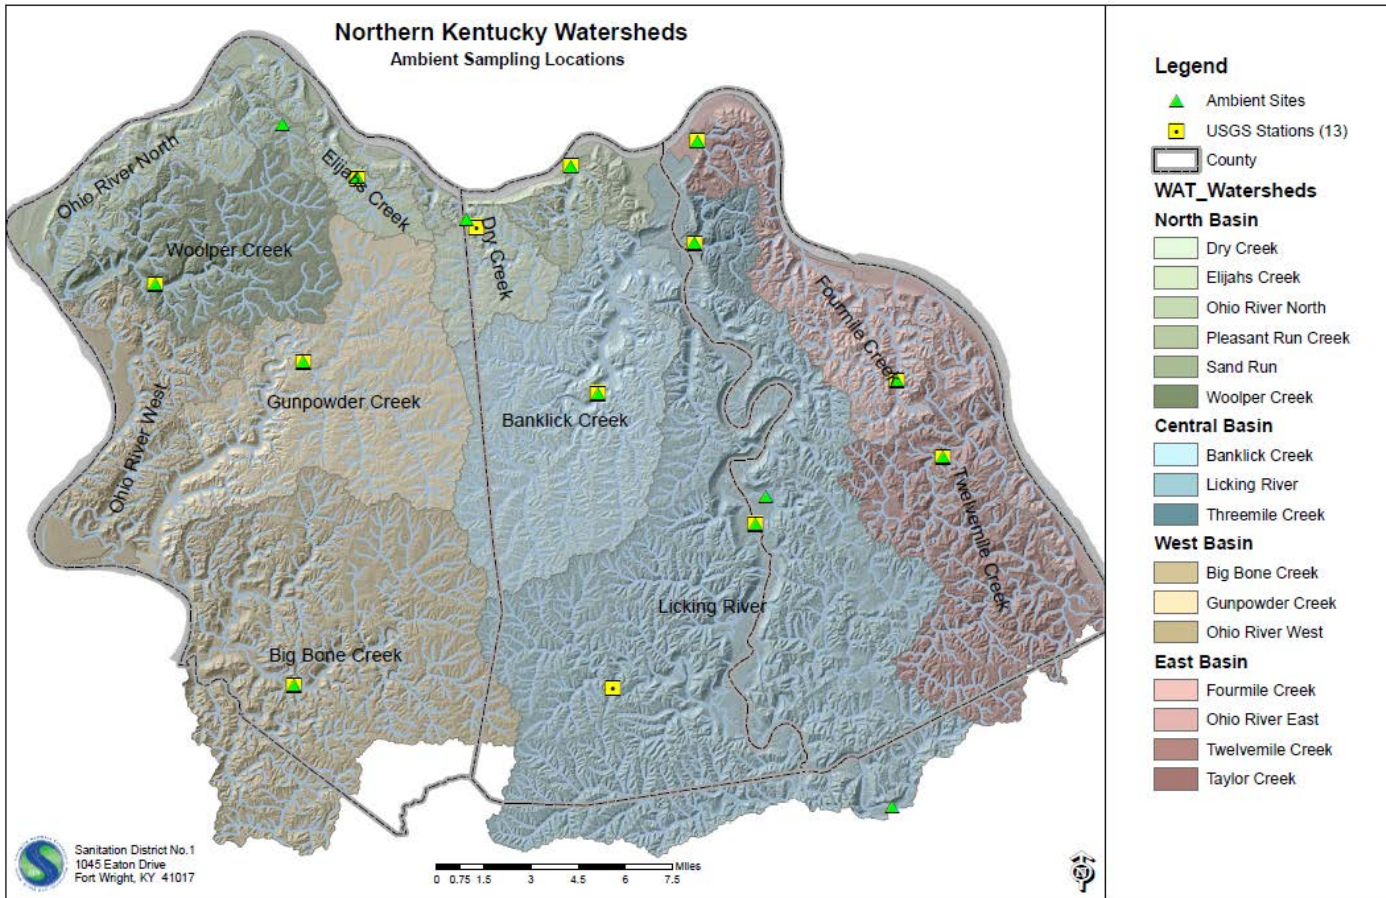 Northern Kentucky Watersheds
Ambient Sampling Locations
Ohio River North
Elijahs Creek
Woolper Creek
Dry Creek
Fourmile Creek
Gunpowder Creek
Banklick Creek
Ohio River West
Twelvemile Creek
Licking River
Big Bone Creek
Sanitation District No.1
1045 Eaton Drive
Fort Wright, KY 41017
Miles
0 0.75 1.5 3 4.5 6 7.5
N
Legend
Ambient Sites
USGS Stations (13)
County
WAT_Watersheds
North Basin
Dry Creek
Elijahs Creek
Ohio River North
Pleasant Run Creek
Sand Run
Woolper Creek
Central Basin
Banklick Creek
Licking River
Threemile Creek
West Basin
Big Bone Creek
Gunpowder Creek
Ohio River West
East Basin
Fourmile Creek
Ohio River East
Twelvemile Creek
Taylor Creek